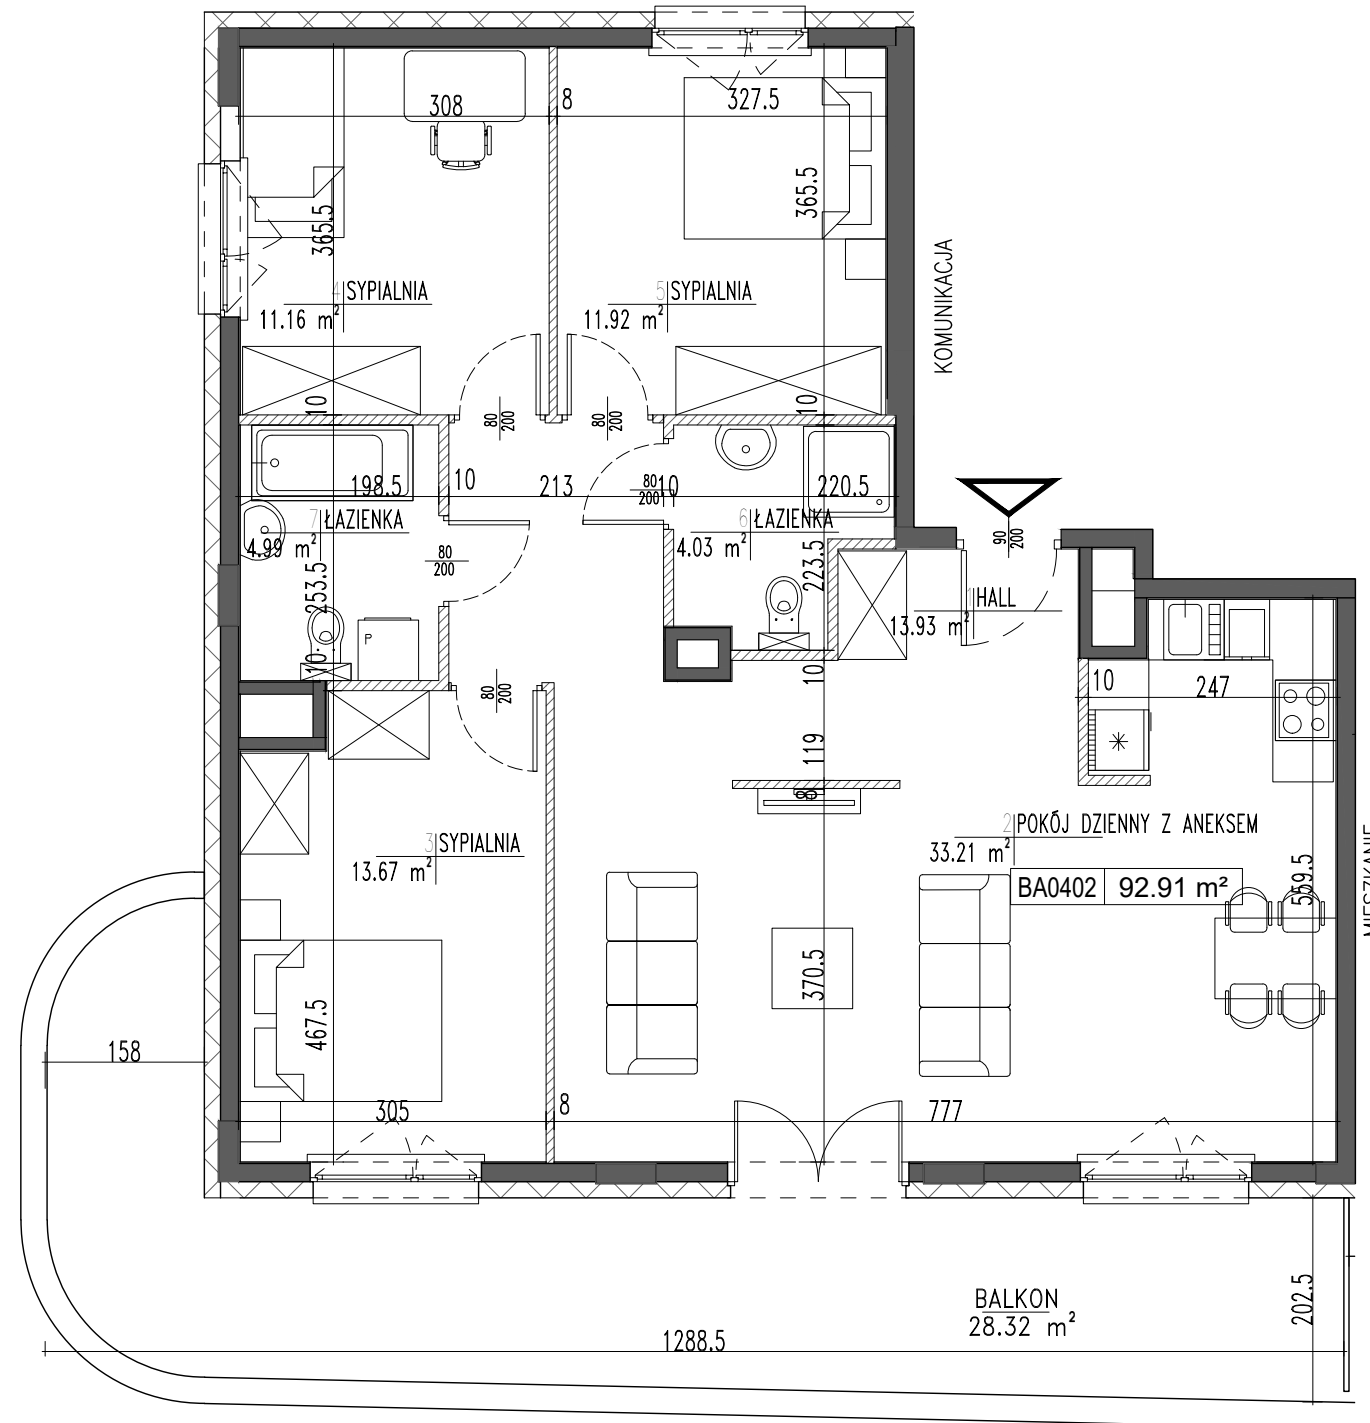 308
8
327.5
365.5
365.5
KOMUNIKACJA
4 SYPIALNIA
11.16 m²
5 SYPIALNIA
11.92 m²
10
80
200
80
200
10
198.5
10
213
80
200
10
220.5
7 ŁAZIENKA
4.99 m²
6 ŁAZIENKA
4.03 m²
90
200
80
200
253.5
223.5
1 HALL
13.93 m²
P
10
80
200
10
10
247
119
8
2 POKÓJ DZIENNY Z ANEKSEM
33.21 m²
3 SYPIALNIA
13.67 m²
BA0402 92.91 m²
559.5
MIESZKANIE
370.5
467.5
158
305
8
777
BALKON
28.32 m²
202.5
1288.5